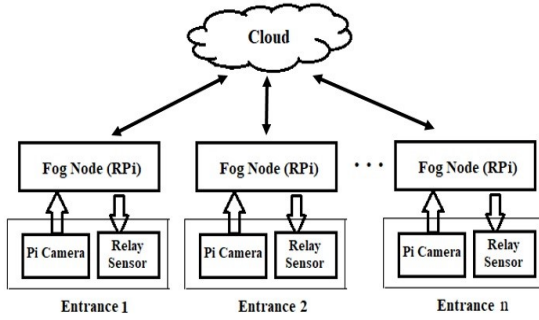 Cloud
Fog Node (RPi)
Fog Node (RPi)
. . .
Fog Node (RPi)
Pi Camera
Relay
Sensor
Pi Camera
Relay
Sensor
Pi Camera
Relay
Sensor
Entrance 1
Entrance 2
Entrance n